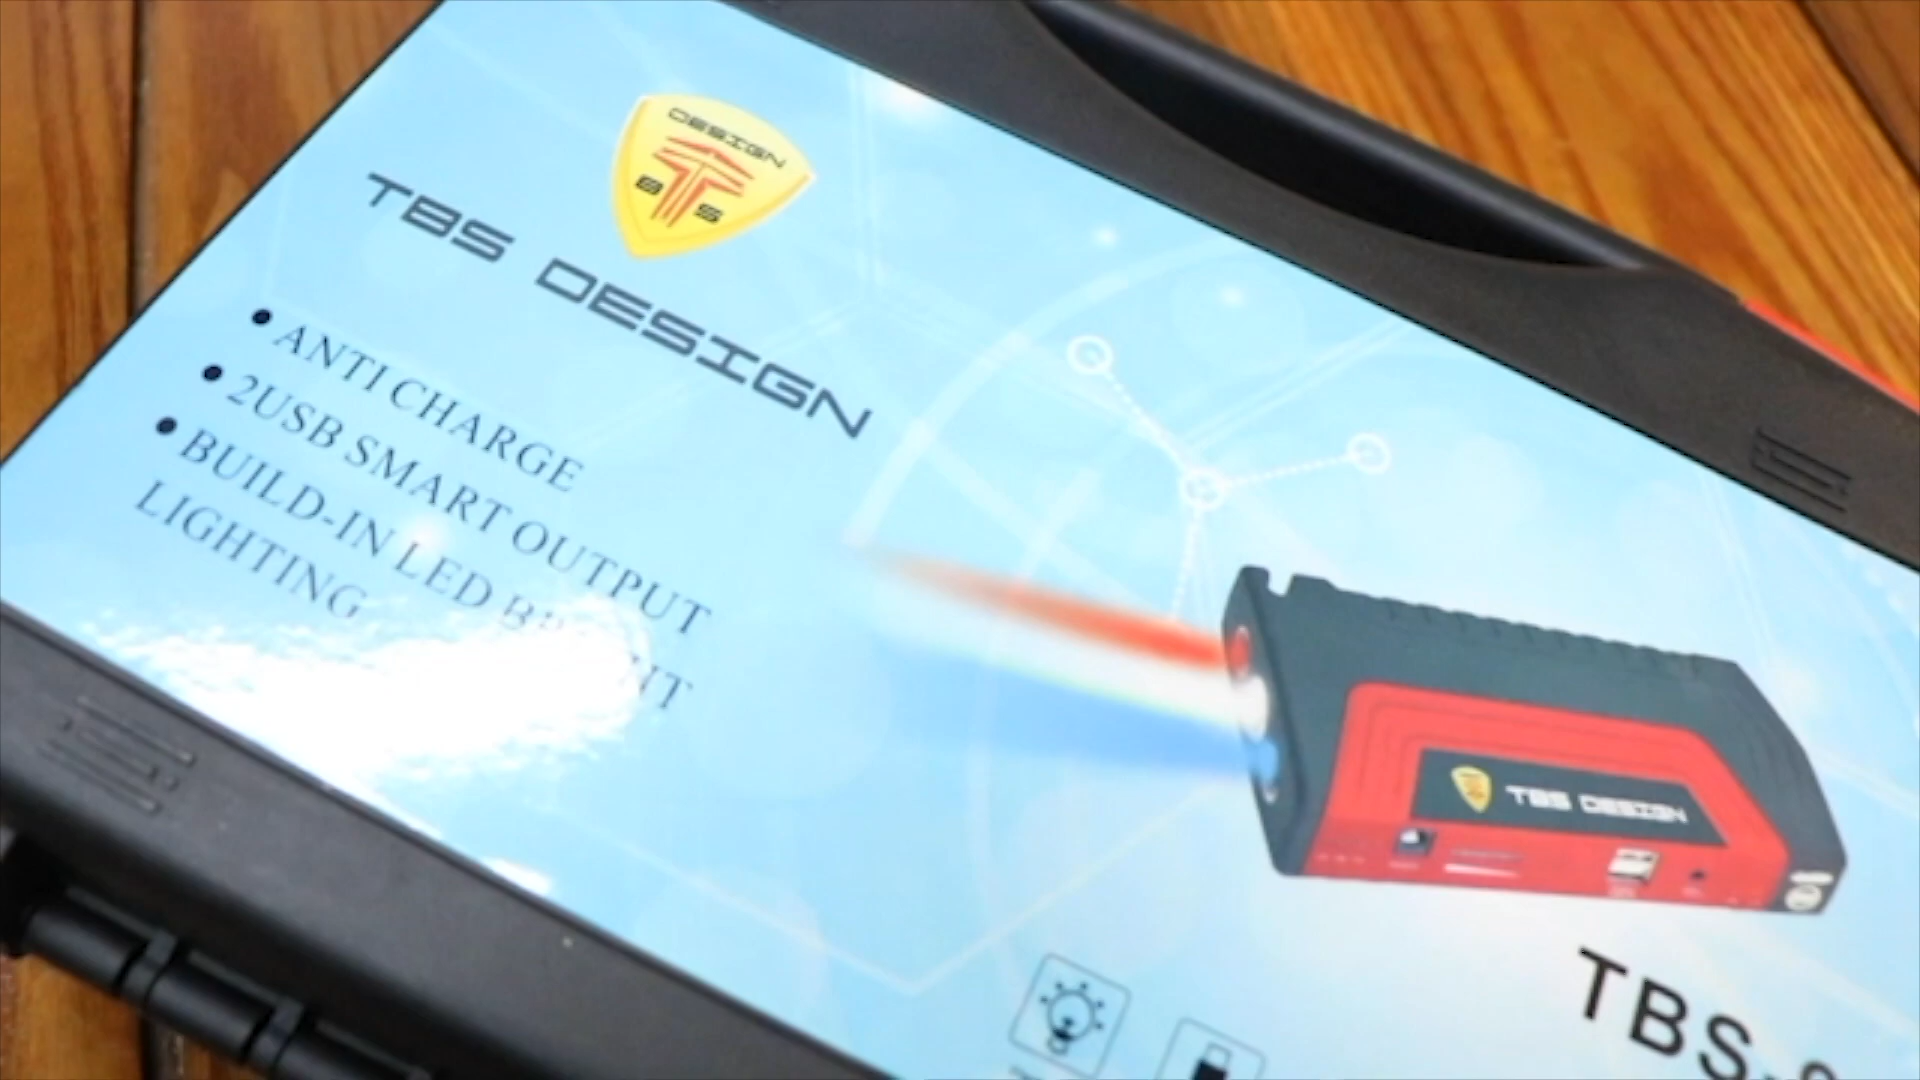 DESIGN
B S
TBS DESIGN
• ANTI CHARGE
• 2USB SMART OUTPUT
• BUILD-IN LED
LIGHTING
TBS DESIGN